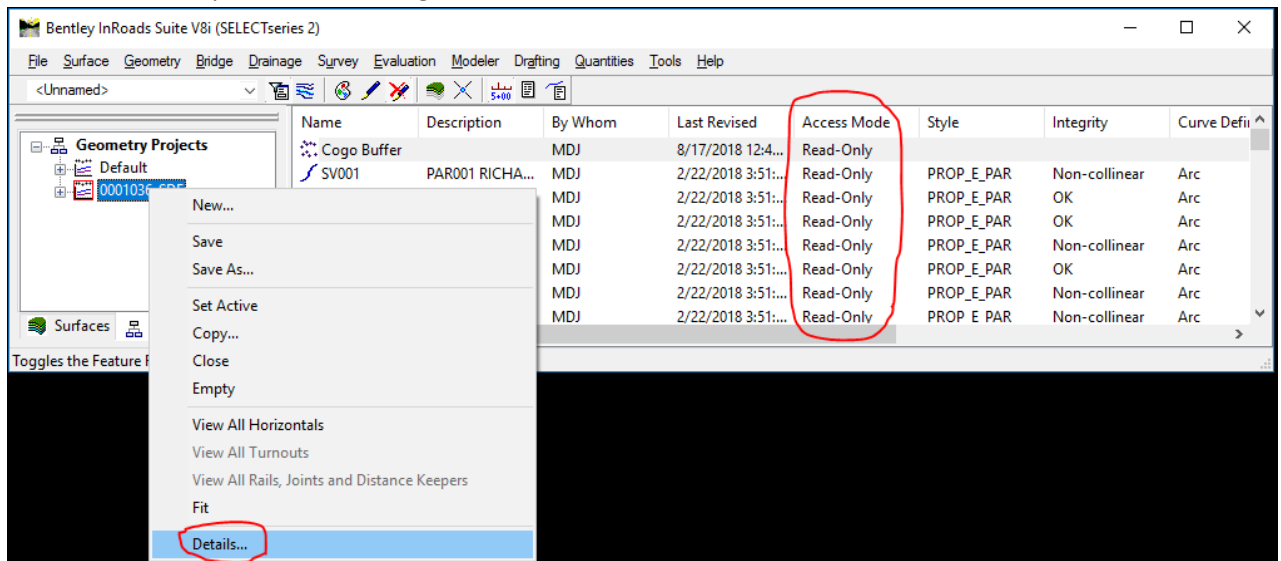 Bentley InRoads Suite V8i (SELECTseries 2)
File Surface Geometry Bridge Drainage Survey Evaluation Modeler Drafting Quantities Tools Help
<Unnamed>
5+00
Name Description By Whom Last Revised Access Mode Style Integrity Curve Defin
Geometry Projects
Default
0001036
Cogo Buffer MDJ 8/17/2018 12:4... Read-Only
SV001 PAR001 RICHA... MDJ 2/22/2018 3:51:... Read-Only PROP_E_PAR Non-collinear Arc
MDJ 2/22/2018 3:51:... Read-Only PROP_E_PAR OK Arc
MDJ 2/22/2018 3:51:... Read-Only PROP_E_PAR OK Arc
MDJ 2/22/2018 3:51:... Read-Only PROP_E_PAR Non-collinear Arc
MDJ 2/22/2018 3:51:... Read-Only PROP_E_PAR OK Arc
MDJ 2/22/2018 3:51:... Read-Only PROP_E_PAR Non-collinear Arc
MDJ 2/22/2018 3:51:... Read-Only PROP_E_PAR Non-collinear Arc
Surfaces
Toggles the Feature
New...
Save
Save As...
Set Active
Copy...
Close
Empty
View All Horizontals
View All Turnouts
View All Rails, Joints and Distance Keepers
Fit
Details...